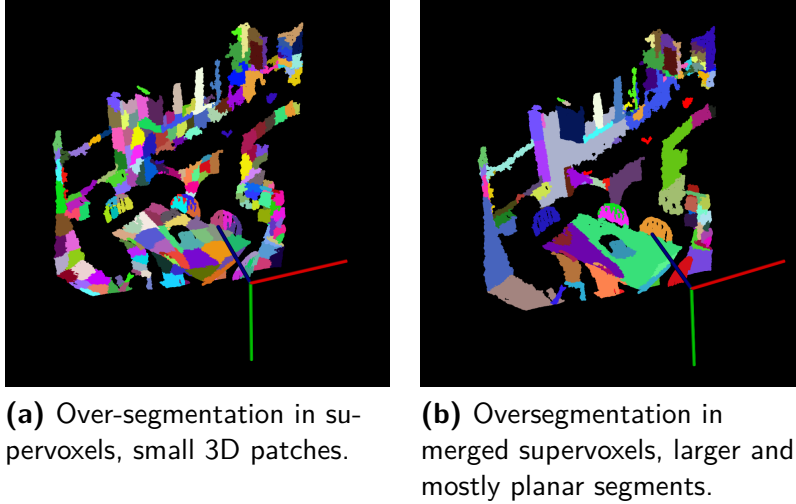 (a) Over-segmentation in su-
pervoxels, small 3D patches.
(b) Oversegmentation in
merged supervoxels, larger and
mostly planar segments.